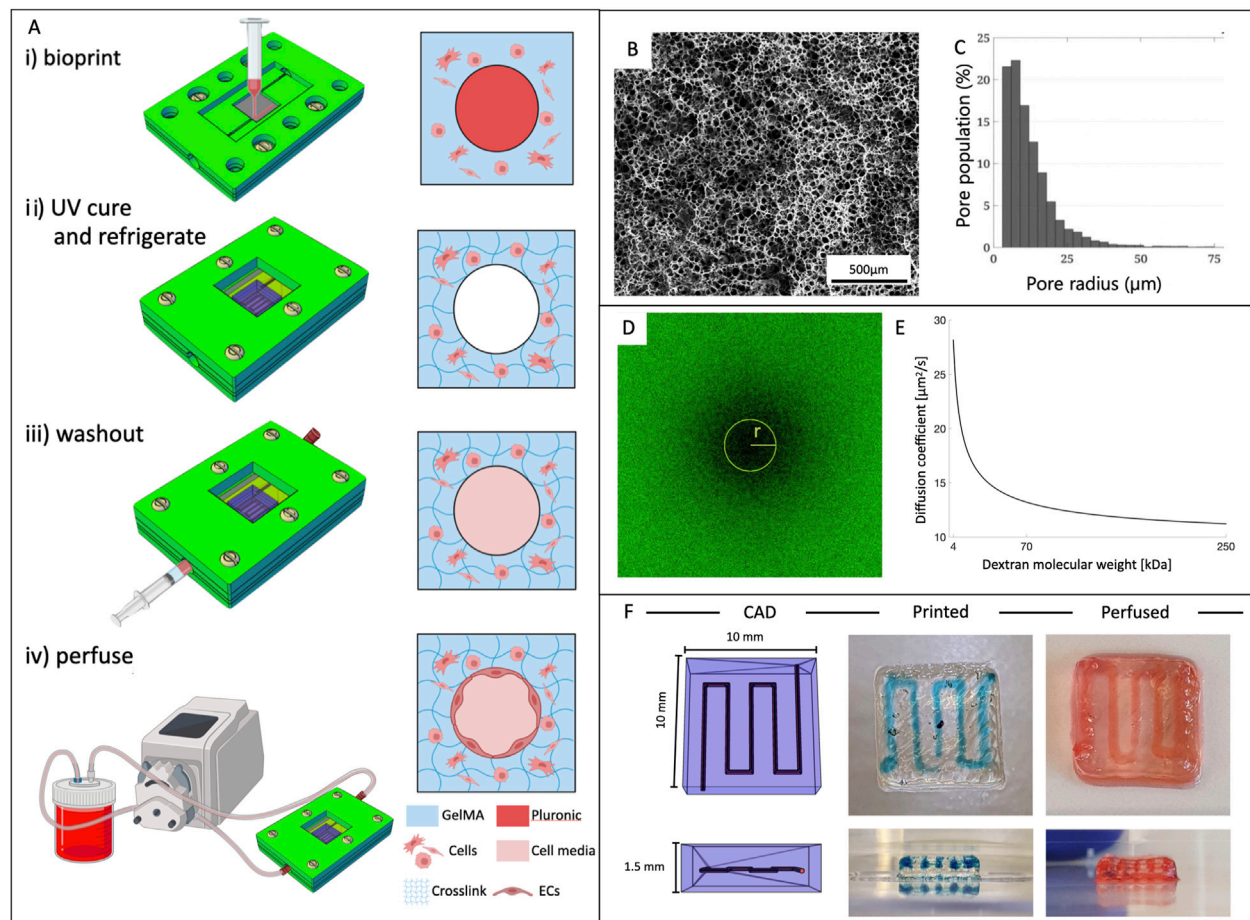 A
i) bioprint
ii) UV cure
and refrigerate
iii) washout
iv) perfuse
GelMA
Pluronic
Cells
Cell media
Crosslink
ECs
B
500µm
C
Pore population (%)
25
20
15
10
5
0
0
25
50
75
Pore radius (µm)
D
r
E
Diffusion coefficient [µm²/s]
30
25
20
15
10
4
70
250
Dextran molecular weight [kDa]
F
CAD
Printed
Perfused
10 mm
10 mm
1.5 mm